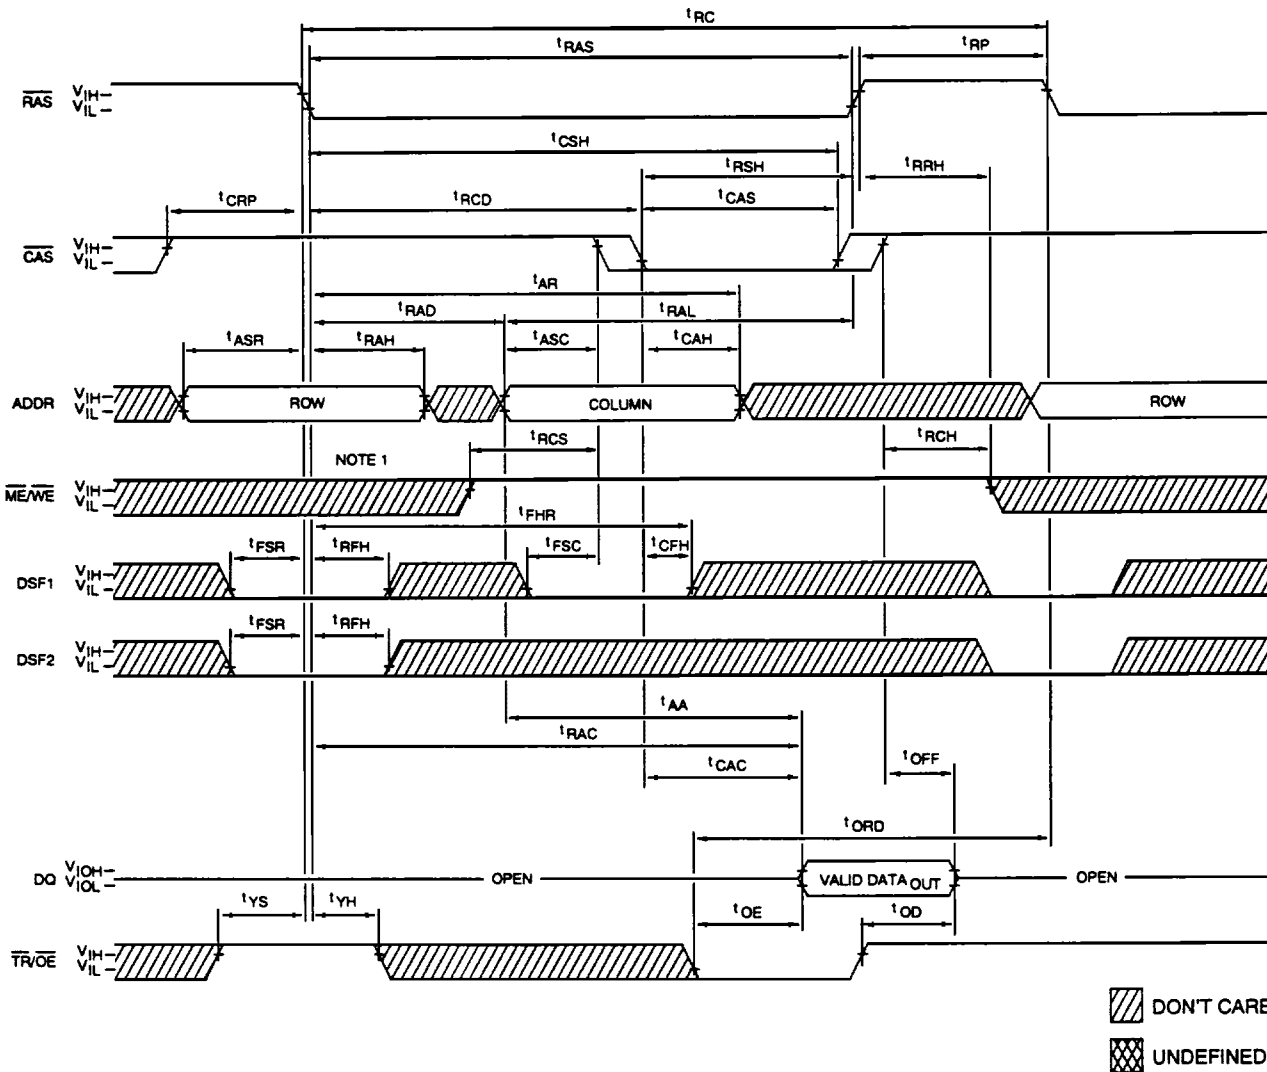 tRC
tRAS tRP
RAS VIH
VIL
tCSH
tRSH tRRH
tCRP tRCD tCAS
CAS VIH
VIL
tAR
tRAD tRAL
tASR tRAH tASC tCAH
ADDR VIH
VIL
ROW COLUMN ROW
tRCS tRCH
NOTE 1
ME/WE VIH
VIL
tFHR
tFSR tRFH tFSC tCFH
DSF1 VIH
VIL
tFSR tRFH
DSF2 VIH
VIL
tAA
tRAC
tCAC tOFF
tORD
DQ VIOH
VIOL
OPEN VALID DATAOUT OPEN
tYS tYH tOE tOD
TR/OE VIH
VIL
DON'T CARE
UNDEFINED